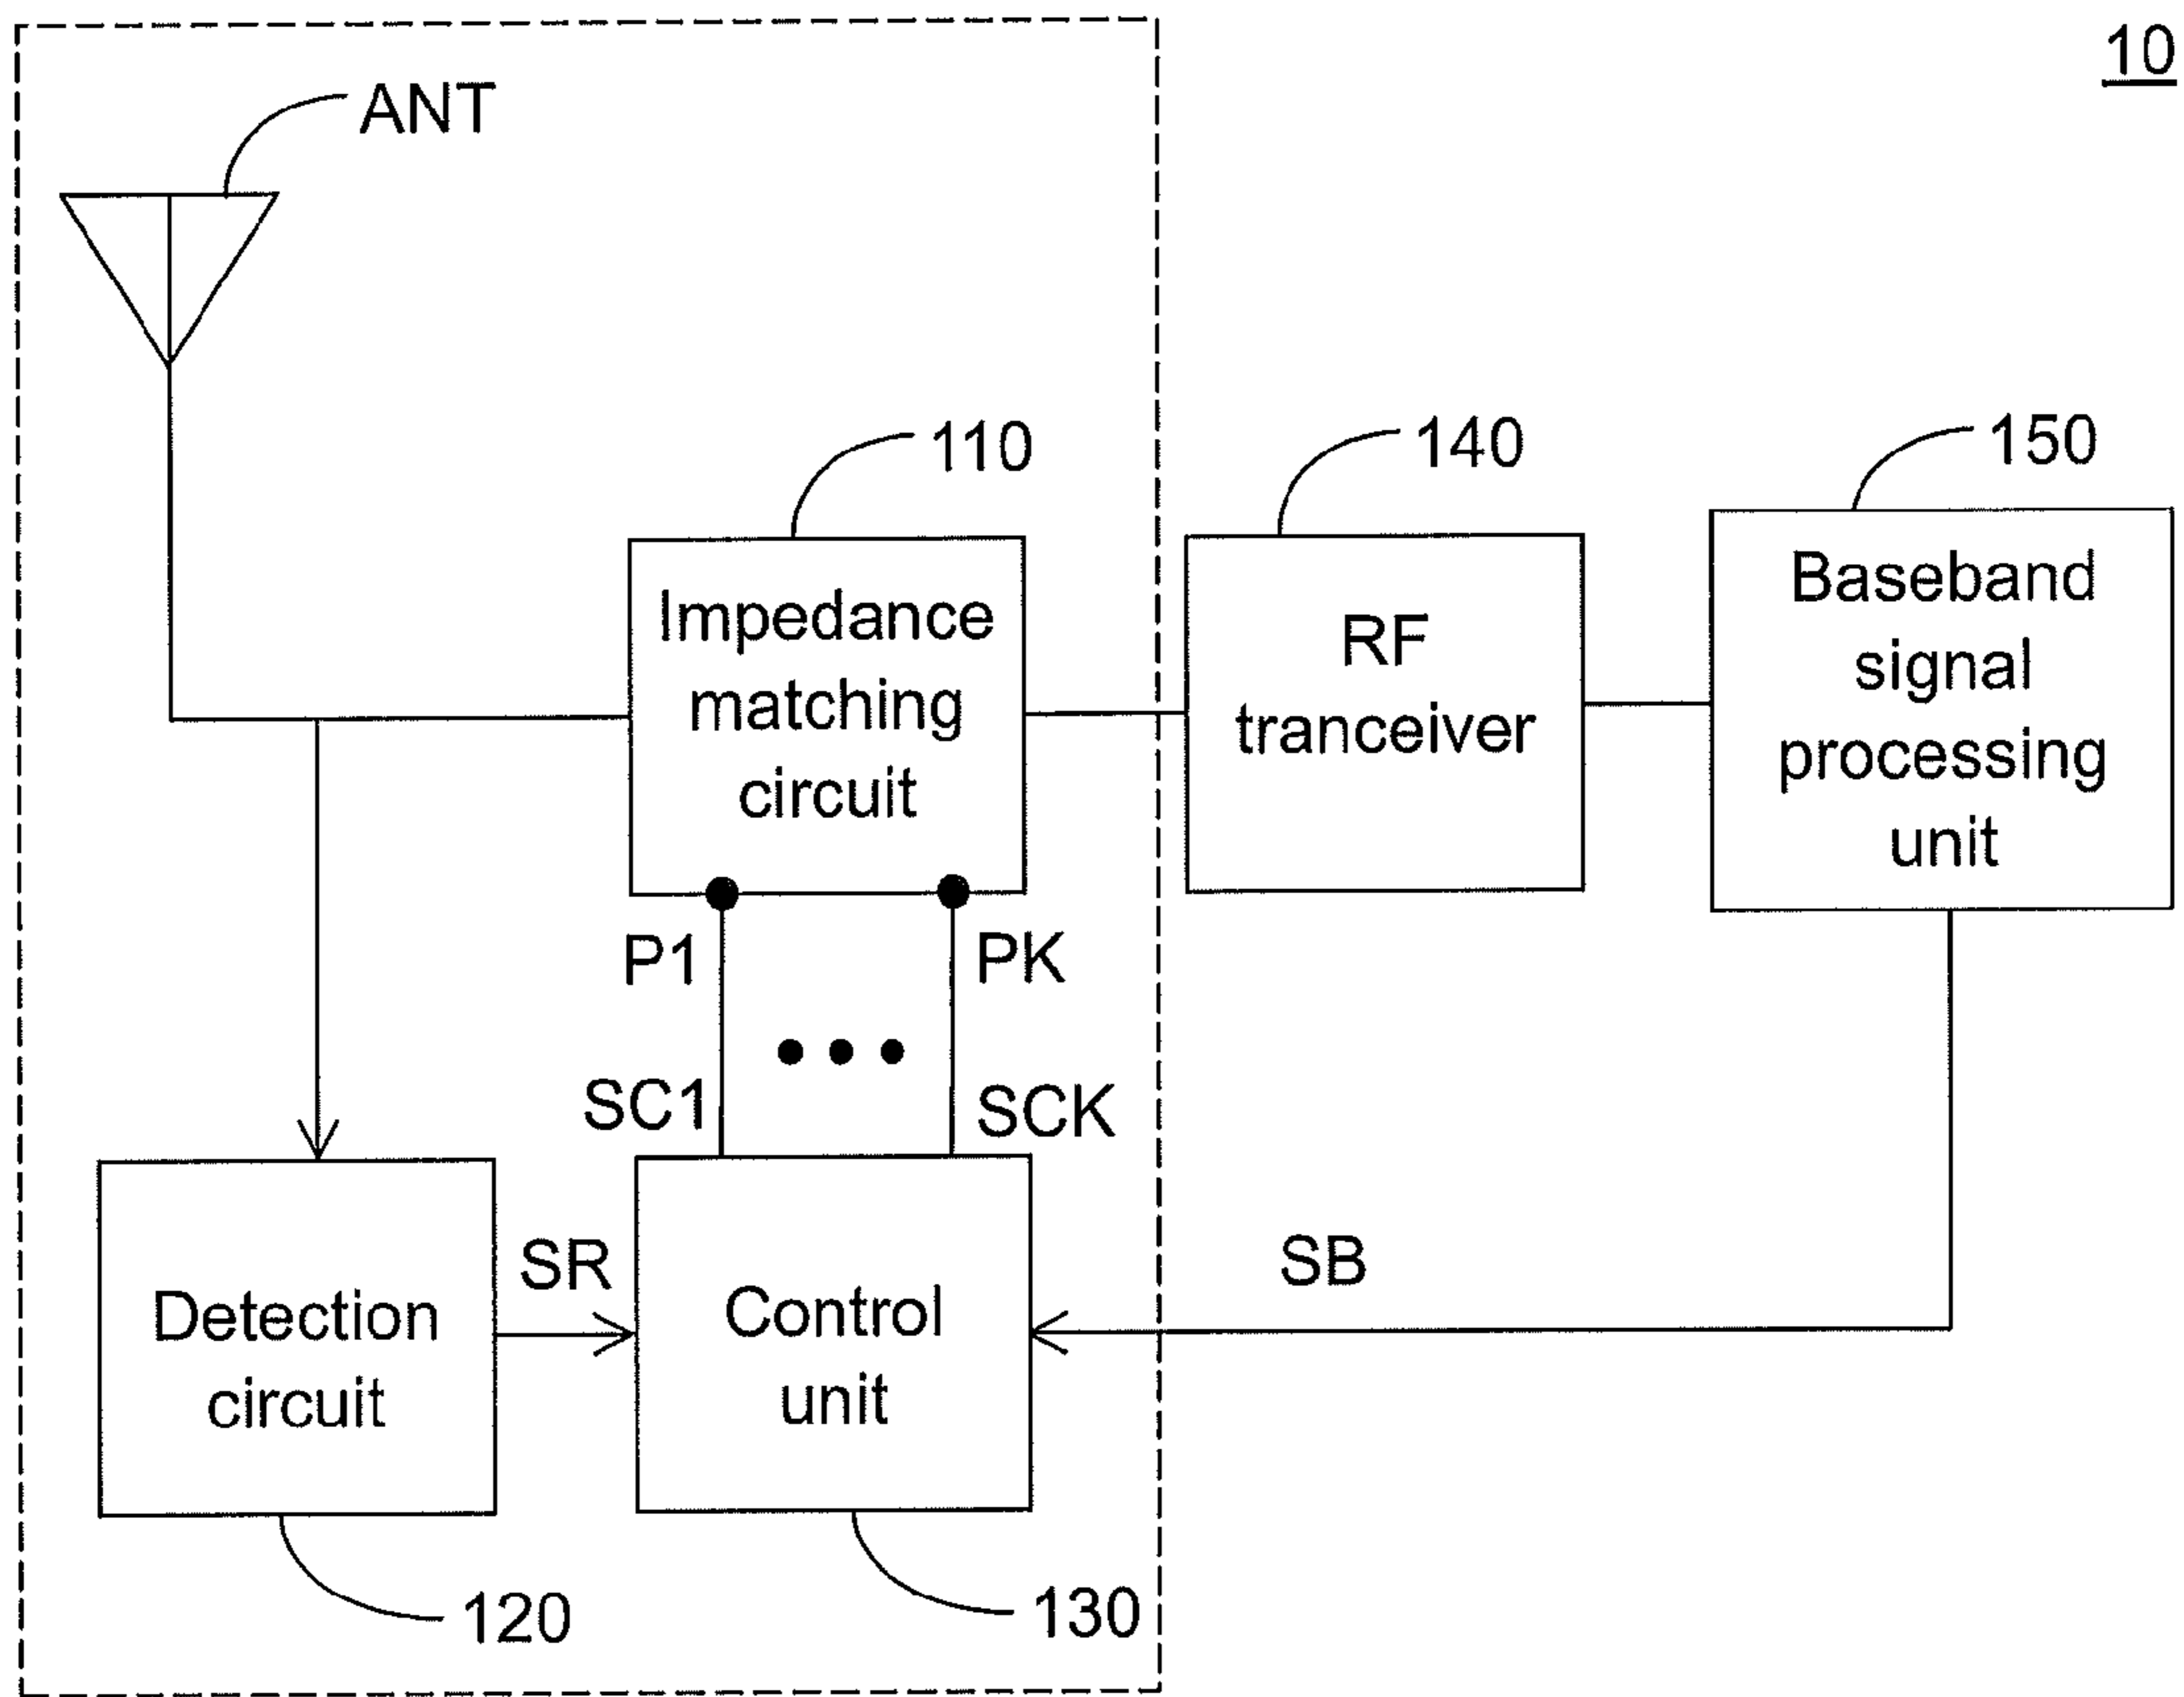 10
ANT
110
140
150
Impedance
matching
circuit
RF
tranceiver
Baseband
signal
processing
unit
P1
PK
SC1
SCK
SR
SB
Detection
circuit
Control
unit
120
130